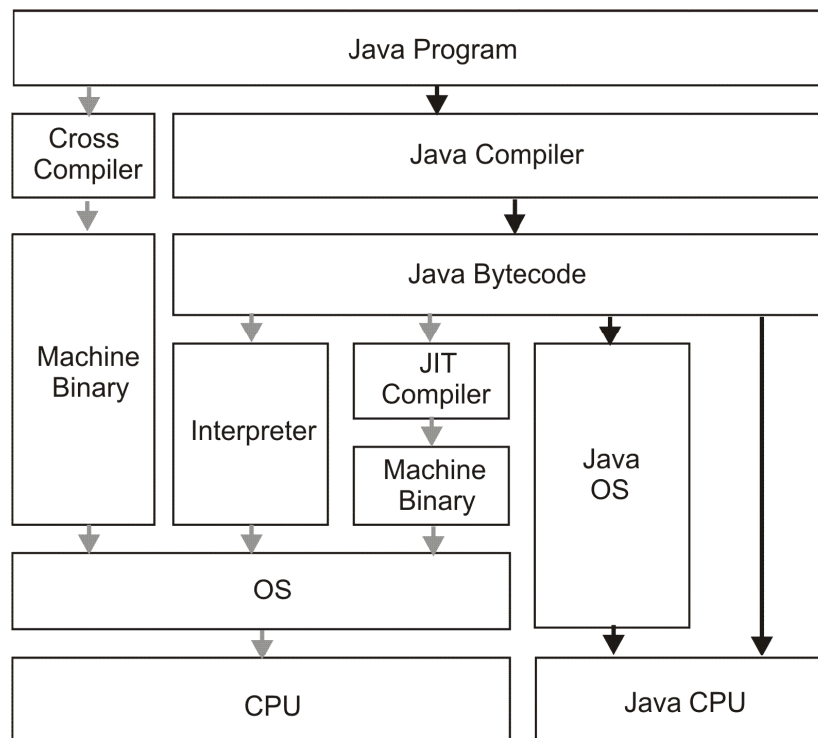 Java Program
Cross
Compiler
Java Compiler
Java Bytecode
Machine
Binary
Interpreter
JIT
Compiler
Machine
Binary
Java
OS
OS
CPU
Java CPU